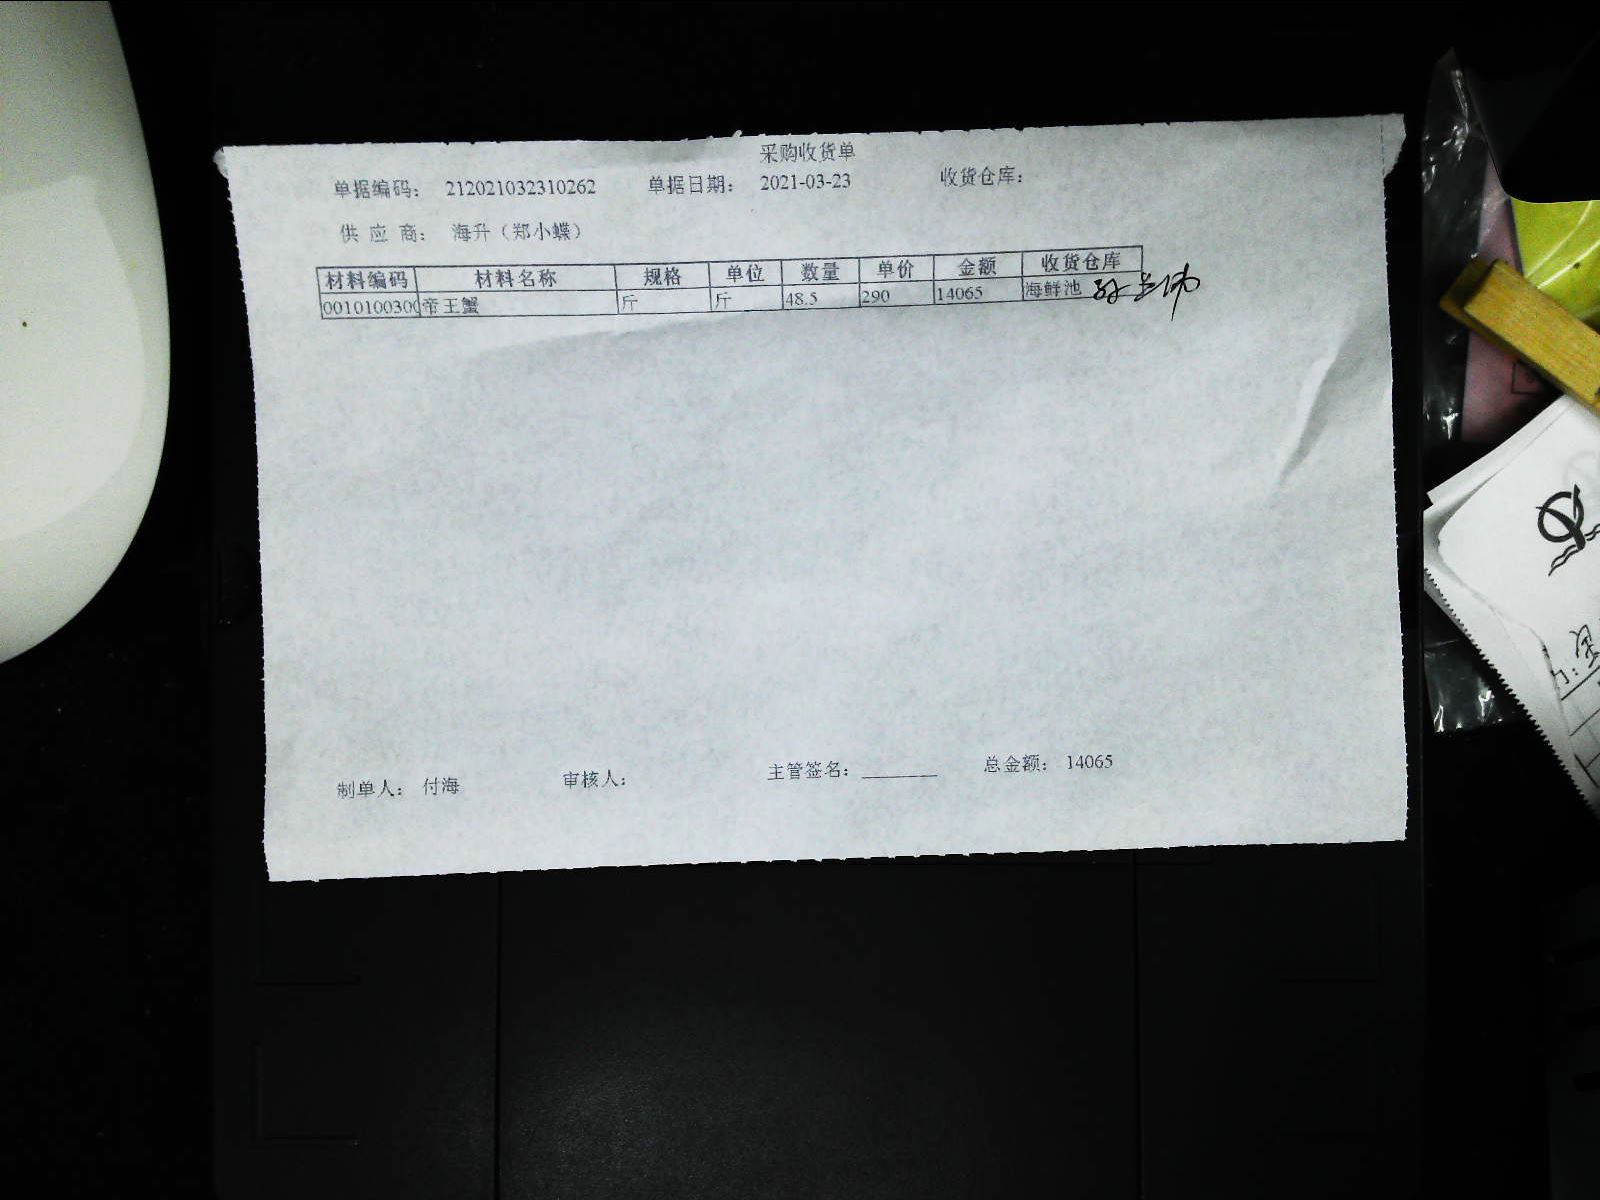 采购收货单
单据编码： 212021032310262 单据日期： 2021-03-23 收货仓库：
供 应 商： 海升（郑小蝶）
材料编码 材料名称 规格 单位 数量 单价 金额 收货仓库
0010100300 帝王蟹 斤 斤 48.5 290 14065 海鲜池
制单人： 付海 审核人： 主管签名：________ 总金额： 14065